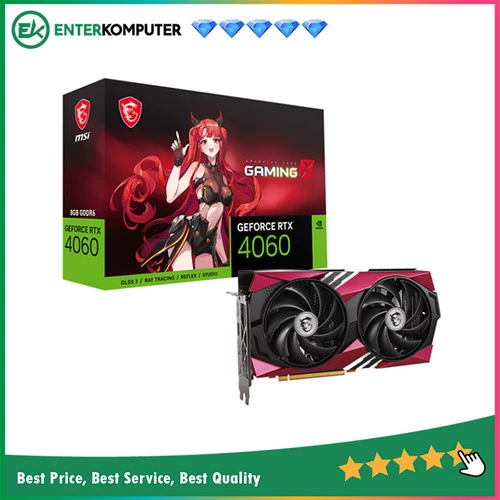 EK ENTERKOMPUTER
msi
GAMING X
8GB GDDR6
GEFORCE RTX
4060
GEFORCE RTX
4060
DLSS 3 / RAY TRACING / REFLEX / STUDIO
Best Price, Best Service, Best Quality